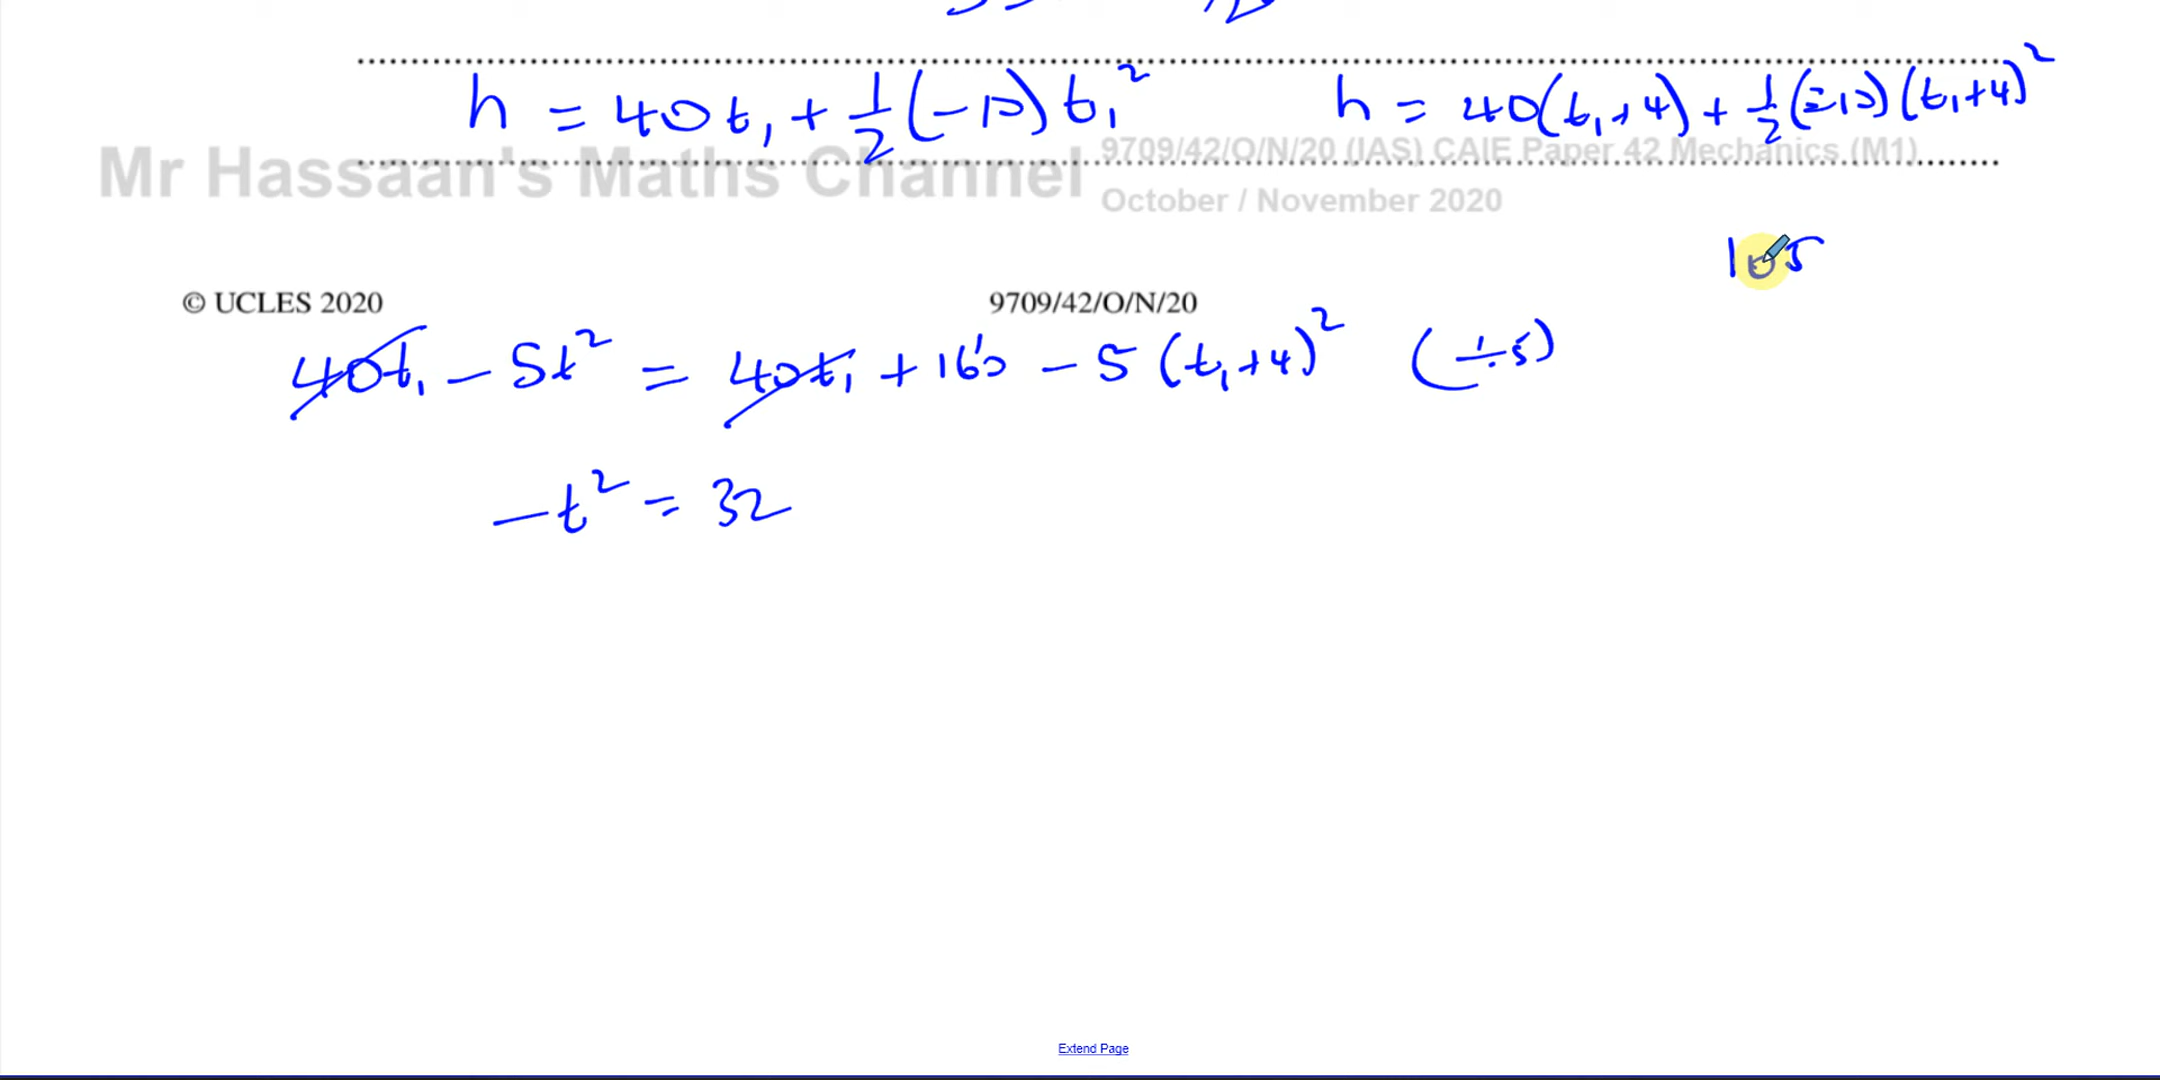 h = 40t₁ + ½(-10)t₁² h = 40(t₁+4) + ½(-10)(t₁+4)²
Mr Hassaan's Maths Channel 9709/42/O/N/20 (IAS) CAIE Paper 42 Mechanics (M1)
October / November 2020
© UCLES 2020 9709/42/O/N/20
40t₁ - 5t² = 40t₁ + 160 - 5(t₁+4)² (÷5)
-t² = 32
Extend Page